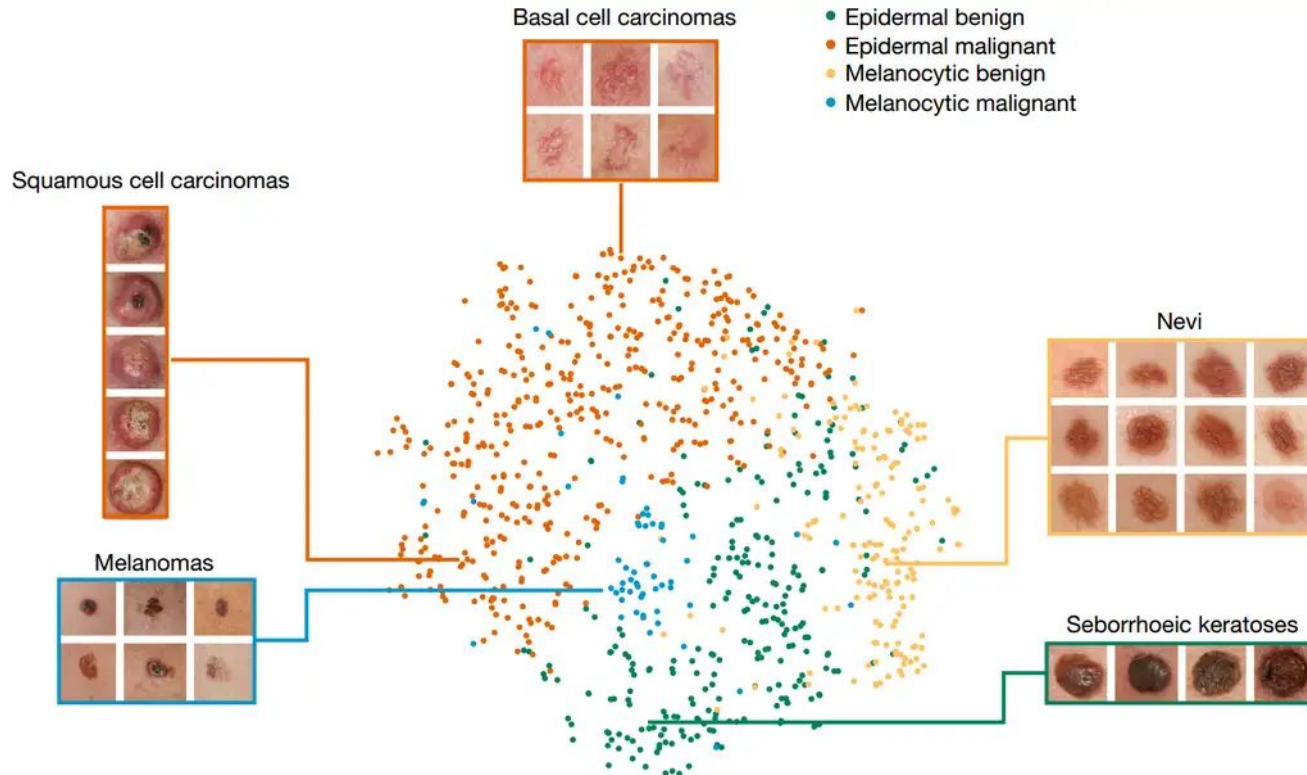 Basal cell carcinomas
Epidermal benign
Epidermal malignant
Melanocytic benign
Melanocytic malignant
Squamous cell carcinomas
Nevi
Melanomas
Seborrhoeic keratoses